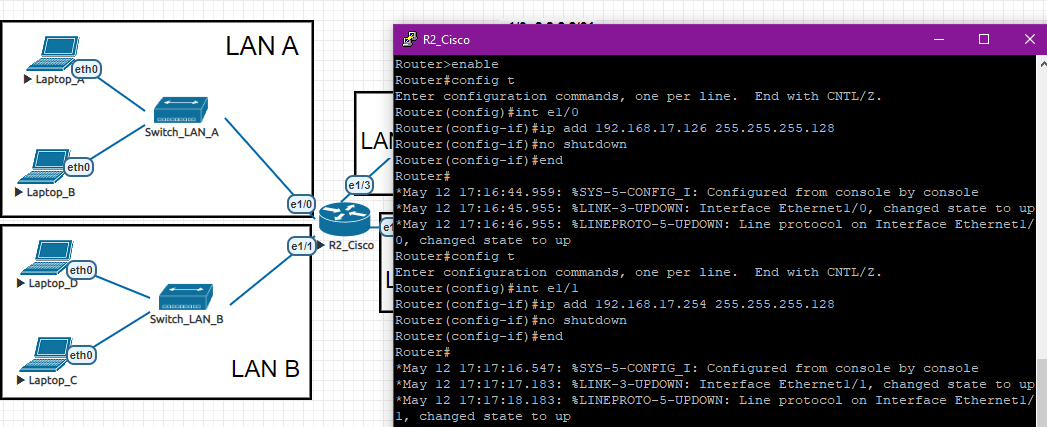 LAN A
Laptop_A
eth0
Switch_LAN_A
Laptop_B
eth0
e1/0
e1/3
R2_Cisco
e1/1
Laptop_D
eth0
Switch_LAN_B
Laptop_C
eth0
LAN B
R2_Cisco
Router>enable
Router#config t
Enter configuration commands, one per line.  End with CNTL/Z.
Router(config)#int e1/0
Router(config-if)#ip add 192.168.17.126 255.255.255.128
Router(config-if)#no shutdown
Router(config-if)#end
Router#
*May 12 17:16:44.959: %SYS-5-CONFIG_I: Configured from console by console
*May 12 17:16:45.955: %LINK-3-UPDOWN: Interface Ethernet1/0, changed state to up
*May 12 17:16:46.955: %LINEPROTO-5-UPDOWN: Line protocol on Interface Ethernet1/
0, changed state to up
Router#config t
Enter configuration commands, one per line.  End with CNTL/Z.
Router(config)#int e1/1
Router(config-if)#ip add 192.168.17.254 255.255.255.128
Router(config-if)#no shutdown
Router(config-if)#end
Router#
*May 12 17:17:16.547: %SYS-5-CONFIG_I: Configured from console by console
*May 12 17:17:17.183: %LINK-3-UPDOWN: Interface Ethernet1/1, changed state to up
*May 12 17:17:18.183: %LINEPROTO-5-UPDOWN: Line protocol on Interface Ethernet1/
1, changed state to up